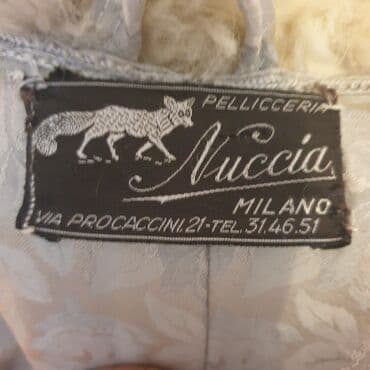 PELLICCERIA
Nuccia
MILANO
VIA PROCACCINI.21-TEL.31.46.51